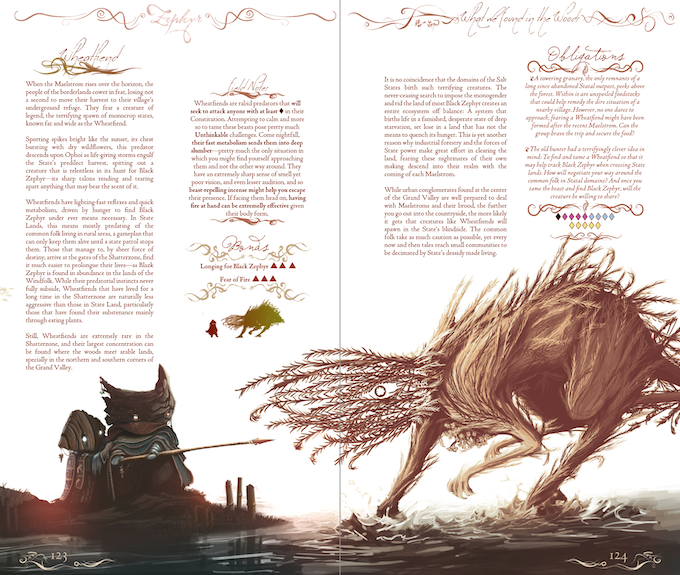 Zephyr
What we found in the Woods
Wheatfiend
When the Maelstrom rises over the horizon, the
people of the borderlands cower in fear, losing not
a second to move their harvest to their village's
underground refuge. They fear a creature of
legend, the terrifying spawn of monocrop states,
known far and wide as the Wheatfiend.
Sporting spikes bright like the sunset, its chest
bursting with dry wildflowers, this predator
descends upon Ophoi as life-giving storms engulf
the State's predictive harvest, spitting out a
creature that is relentless in its hunt for Black
Zephyr—its sharp talons rending and tearing
apart anything that may bear the scent of it.
Wheatfiends have lightning-fast reflexes and quick
metabolism, driven by hunger to find Black
Zephyr under ever means necessary. In State
Lands, this means mostly predating of the
common folk living in rural areas, a gameplan that
can only keep them alive until a state patrol stops
them. Those that manage to, by sheer force of
destiny, arrive at the gates of the Shatterzone, find
it much easier to prolongue their lives—as Black
Zephyr is found in abundance in the lands of the
Windfolk. While their predatorial instincts never
fully subside, Wheatfiends that have lived for a
long time in the Shatterzone are naturally less
aggressive than those in State Land, particularly
those that have found their substenance mainly
through eating plants.
Still, Wheatfiends are extremely rare in the
Shatterzone, and their largest concentration can
be found where the woods meet arable lands,
specially in the northern and southern corners of
the Grand Valley.
Field Notes
Wheatfiends are rabid predators that will
seek to attack anyone with at least ♦ in their
Constitution. Attempting to calm and more
so to tame these beasts pose pretty much
Unthinkable challenges. Come nightfall,
their fast metabolism sends them into deep
slumber—pretty much the only situation in
which you might find yourself approaching
them and not the other way around. They
have an extremely sharp sense of smell yet
poor vision, and even lesser audition, and so
beast-repelling incense might help you escape
their presence. If facing them head on, having
fire at hand can be extremely effective given
their body form.
Bonds
Longing for Black Zephyr ▲ ▲ ▲
Fear of Fire ▲ ▲ ▲
It is no coincidence that the domains of the Salt
States birth such terrifying creatures. The
never-ceasing search to impose the monogender
and rid the land of most Black Zephyr creates an
entire ecosystem off balance: A system that
births life in a famished, desperate state of deep
starvation, set lose in a land that has not the
means to quench its hunger. This is yet another
reason why industrial forestry and the forces of
State power make great effort in clearing the
land, fearing these nightmares of their own
making descend into their realm with the
coming of each Maelstrom.
While urban conglomerates found at the center
of the Grand Valley are well prepared to deal
with Maelstroms and their brood, the further
you go out into the countryside, the more likely
it gets that creatures like Wheatfiends will
spawn in the State's blindside. The common
folk take as much caution as possible, yet every
now and then tales reach small communities to
be decimated by State's dessidy made living.
Obligations
A towering granary, the only remnants of a
long since abandoned Statal outpost, peeks above
the forest. Within it are unspoiled foodstocks
that could help remedy the dire situation of a
nearby village. However, no one dares to
approach, fearing a Wheatfiend might have been
formed after the recent Maelstrom. Can the
group brave the trip and secure the food?
The old hunter had a terrifyingly clever idea in
mind: To find and tame a Wheatfiend so that it
may help track Black Zephyr when crossing State
lands. How will negotiate your way around the
common folk in Statal domains? And once you
tame the beast and find Black Zephyr, will the
creature be willing to share?
123
124